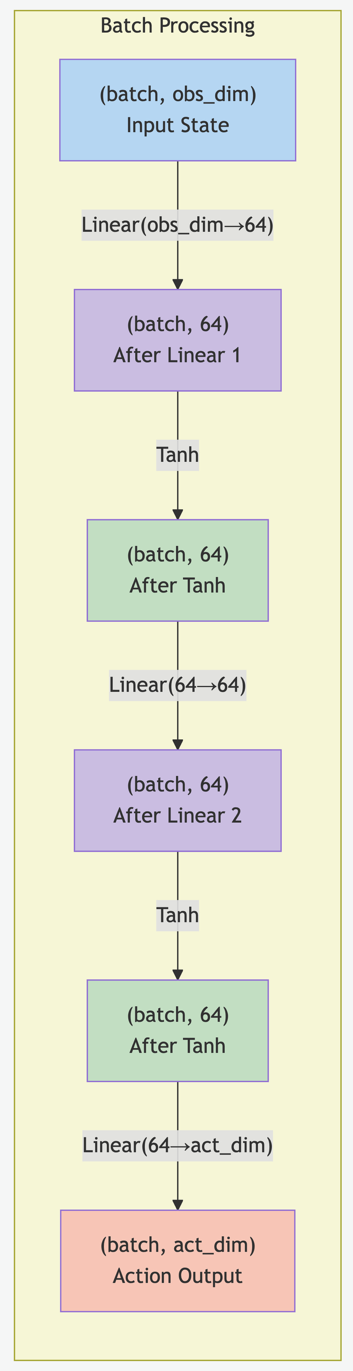 Batch Processing
(batch, obs_dim)
Input State
Linear(obs_dim→64)
(batch, 64)
After Linear 1
Tanh
(batch, 64)
After Tanh
Linear(64→64)
(batch, 64)
After Linear 2
Tanh
(batch, 64)
After Tanh
Linear(64→act_dim)
(batch, act_dim)
Action Output